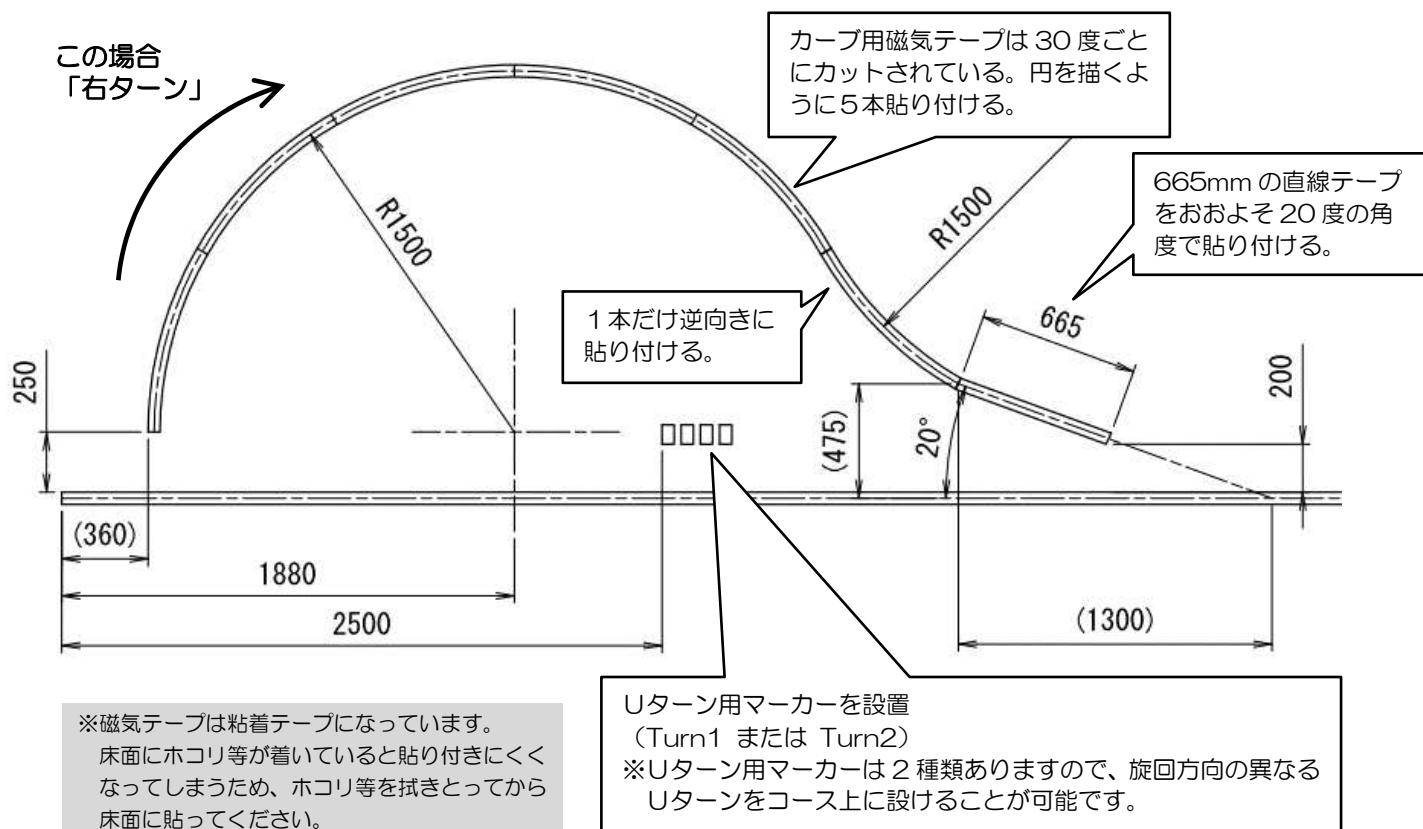 この場合
「右ターン」
カーブ用磁気テープは 30 度ごと
にカットされている。円を描くよ
うに５本貼り付ける。
665mm の直線テープ
をおおよそ 20 度の角
度で貼り付ける。
R1500
R1500
１本だけ逆向きに
貼り付ける。
665
250
200
(475)
20°
(360)
1880
2500
(1300)
※磁気テープは粘着テープになっています。
床面にホコリ等が着いていると貼り付きにくく
なってしまうため、ホコリ等を拭きとってから
床面に貼ってください。
Ｕターン用マーカーを設置
（Turn1 または Turn2）
※Ｕターン用マーカーは 2 種類ありますので、旋回方向の異なる
Ｕターンをコース上に設けることが可能です。